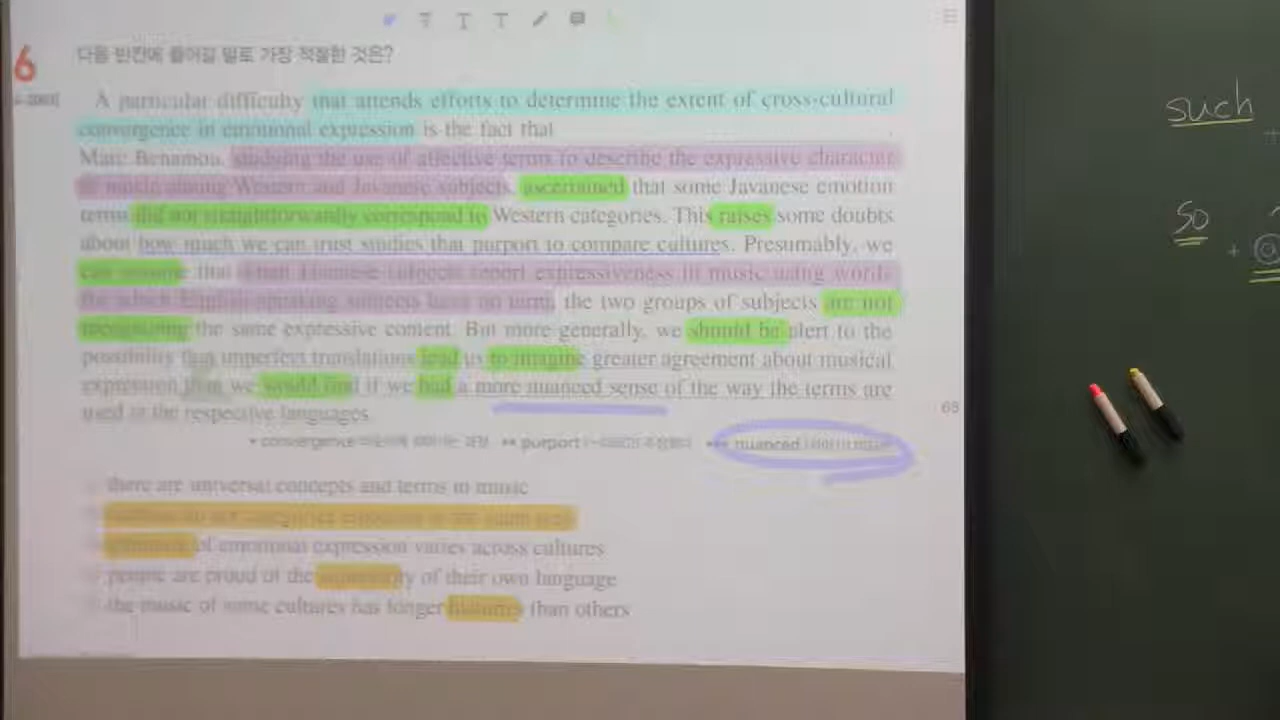 6
다음 빈칸에 들어갈 말로 가장 적절한 것은?
A particular difficulty that attends efforts to determine the extent of cross-cultural
convergence in emotional expression is the fact that
Marc Benamou, studying the use of affective terms to describe the expressive character
of music among Western and Javanese subjects, ascertained that some Javanese emotion
terms did not straightforwardly correspond to Western categories. This raises some doubts
about how much we can trust studies that purport to compare cultures. Presumably, we
can assume that when Javanese subjects report expressiveness in music using words
for which English-speaking subjects have no term, the two groups of subjects are not
recognizing the same expressive content. But more generally, we should be alert to the
possibility that imperfect translations lead us to imagine greater agreement about musical
expression than we would find if we had a more nuanced sense of the way the terms are
used in the respective languages.
* convergence ** purport *** nuanced
there are universal concepts and terms in music
of emotional expression varies across cultures
people are proud of the of their own language
the music of some cultures has longer histories than others
68
such
so
+